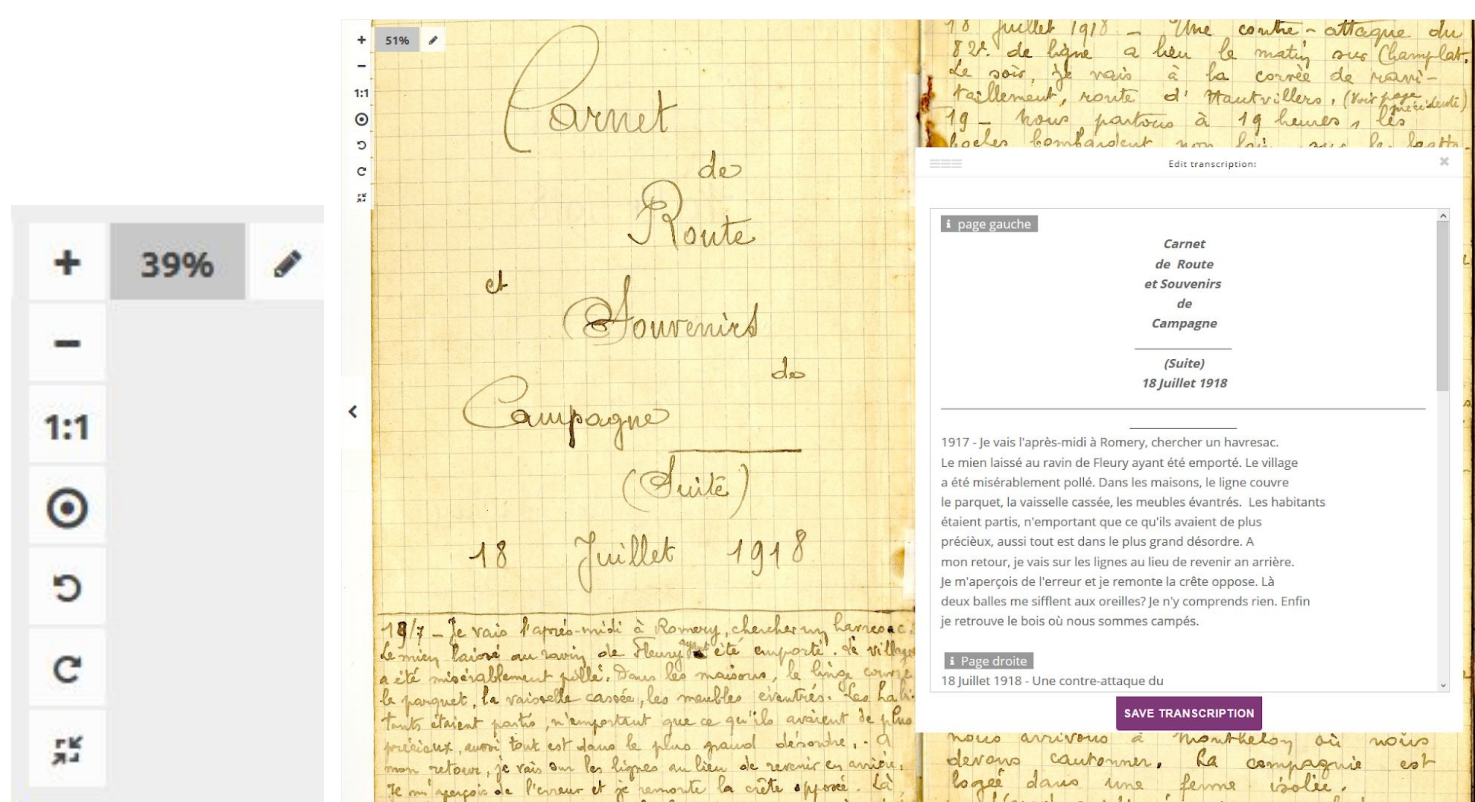 39%
1:1
51%
1:1
Carnet
de
Route
et
Souvenirs
de
Campagne
(Suite)
18 Juillet 1918
18/7 – Je vais l'après-midi à Romery, chercher un havresac.
Le mien laissé au ravin de Fleury ayant été emporté. Le village
a été misérablement pillé. Dans les maisons, le linge couvre
le parquet, la vaisselle cassée, les meubles éventrés. Les habi-
tants étaient partis, n'emportant que ce qu'ils avaient de plus
précieux, aussi tout est dans le plus grand désordre. A
mon retour, je vais sur les lignes au lieu de revenir en arrière.
Je m'aperçois de l'erreur et je remonte la crête opposé. Là,
18 Juillet 1918 – Une contre-attaque du
82e de ligne a lieu le matin sur Champlat.
Le soir, je vais à la corvée de ravi-
taillement, route d'Hautvillers, (Voir page précédente)
19 – Nous partons à 19 heures, les
boches bombardent non loin, sur la
Edit transcription:
page gauche
Carnet
de Route
et Souvenirs
de
Campagne
(Suite)
18 Juillet 1918
1917 - Je vais l'après-midi à Romery, chercher un havresac.
Le mien laissé au ravin de Fleury ayant été emporté. Le village
a été misérablement pollé. Dans les maisons, le ligne couvre
le parquet, la vaisselle cassée, les meubles évantrés. Les habitants
étaient partis, n'emportant que ce qu'ils avaient de plus
précièux, aussi tout est dans le plus grand désordre. A
mon retour, je vais sur les lignes au lieu de revenir an arrière.
Je m'aperçois de l'erreur et je remonte la crête oppose. Là
deux balles me sifflent aux oreilles? Je n'y comprends rien. Enfin
je retrouve le bois où nous sommes campés.
Page droite
18 Juillet 1918 - Une contre-attaque du
SAVE TRANSCRIPTION
nous arrivons à Monthelon où nous
devons cantonner. La compagnie est
logée dans une ferme isolée.